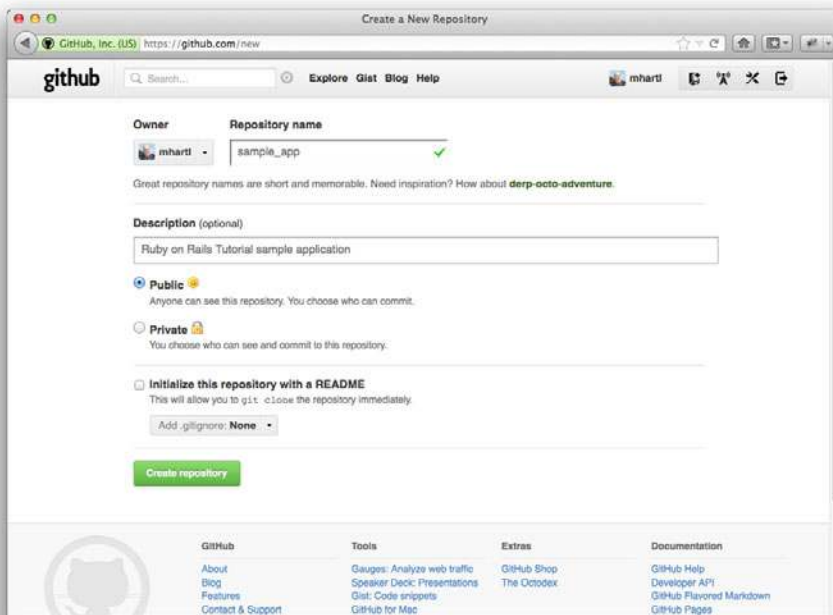 Create a New Repository
GitHub, Inc. (US) https://github.com/new
github Search... Explore Gist Blog Help mhartl
Owner Repository name
mhartl sample_app
Great repository names are short and memorable. Need inspiration? How about derp-octo-adventure.
Description (optional)
Ruby on Rails Tutorial sample application
Public
Anyone can see this repository. You choose who can commit.
Private
You choose who can see and commit to this repository.
Initialize this repository with a README
This will allow you to git clone the repository immediately.
Add .gitignore: None
Create repository
GitHub Tools Extras Documentation
About Gauges: Analyze web traffic GitHub Shop GitHub Help
Blog Speaker Deck: Presentations The Octodex Developer API
Features Gist: Code snippets GitHub Flavored Markdown
Contact & Support GitHub for Mac GitHub Pages